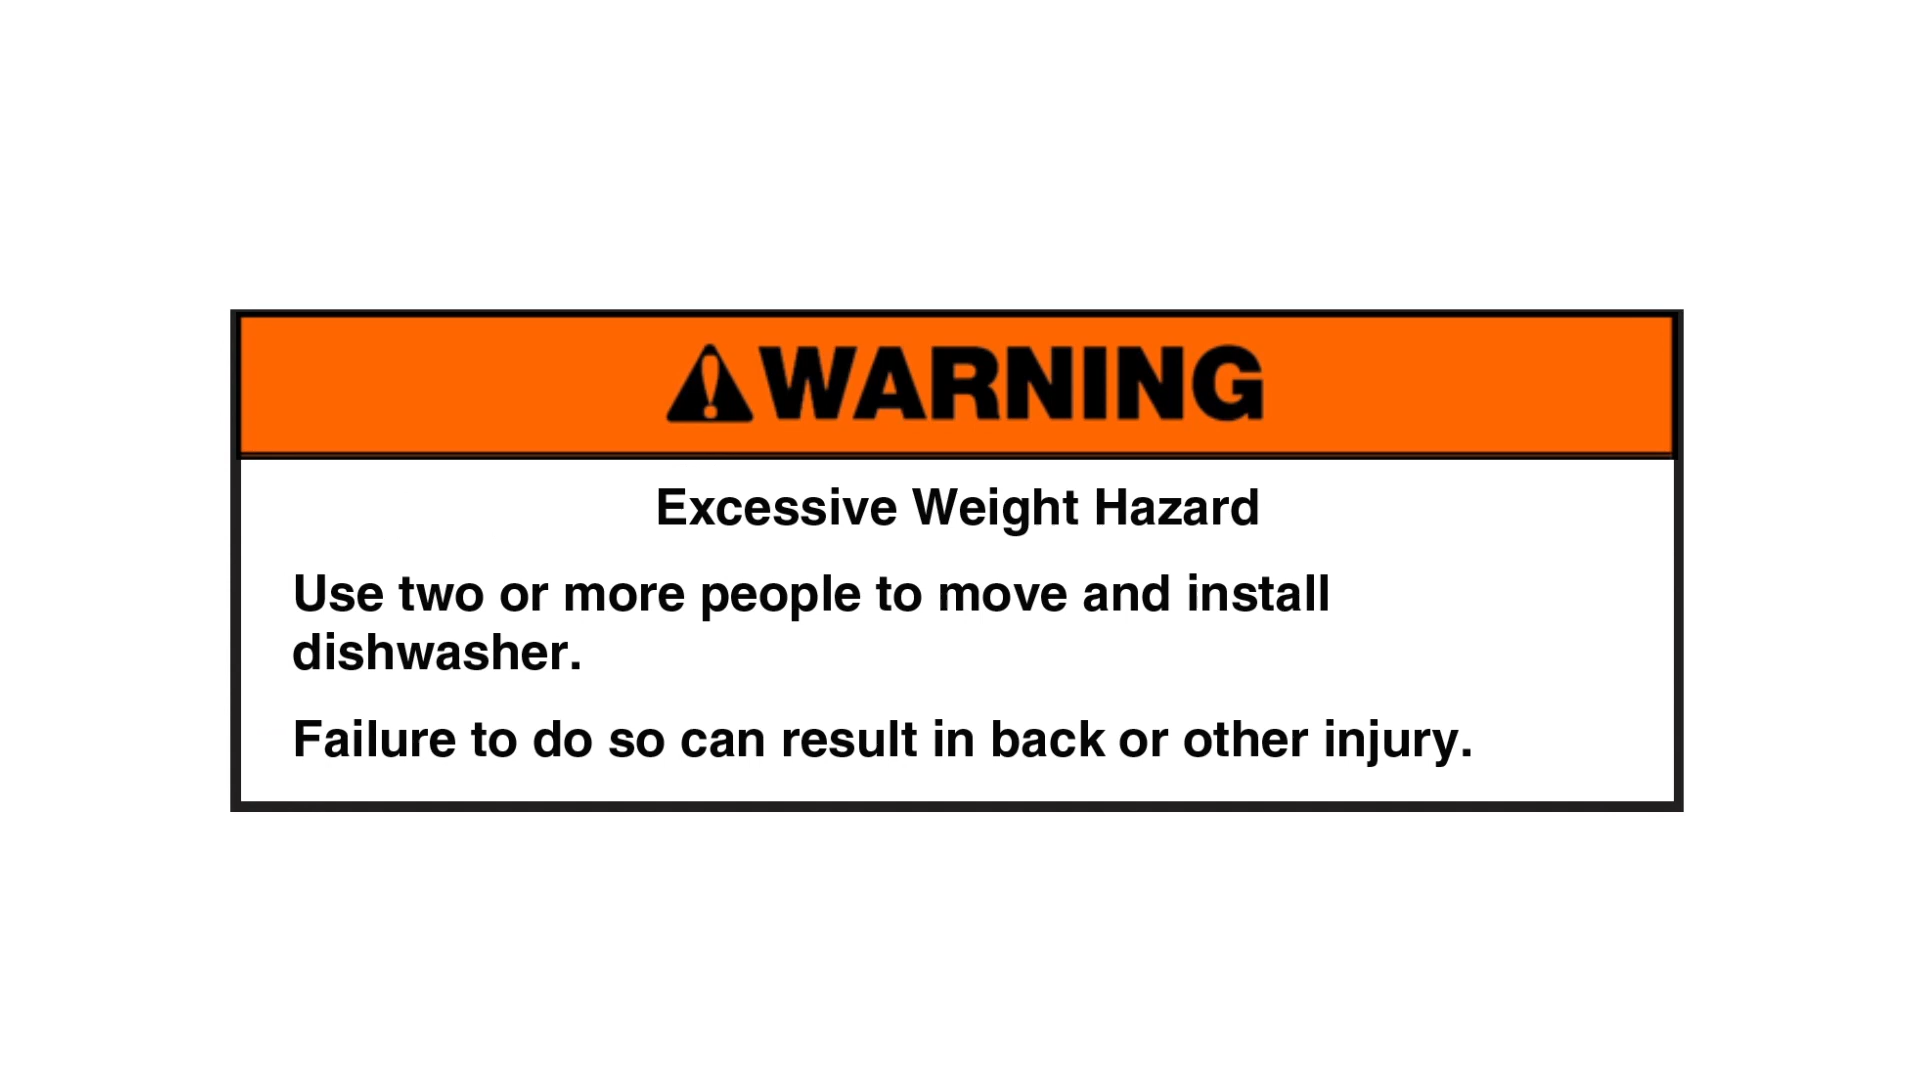 WARNING
Excessive Weight Hazard
Use two or more people to move and install
dishwasher.
Failure to do so can result in back or other injury.